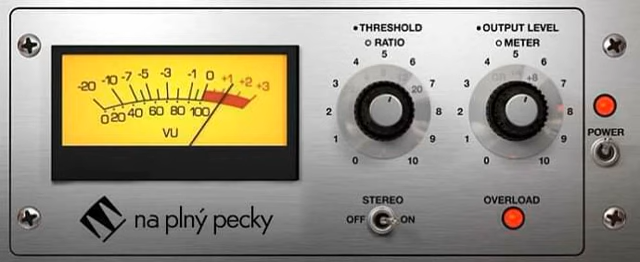 -20 -10 -7 -5 -3 -1 0 +1 +2 +3
0 20 40 60 80 100
VU
na plný pecky
THRESHOLD
RATIO
0 1 2 3 4 5 6 7 8 9 10
STEREO
OFF ON
OUTPUT LEVEL
METER
0 1 2 3 4 5 6 7 8 9 10
+8
OVERLOAD
POWER